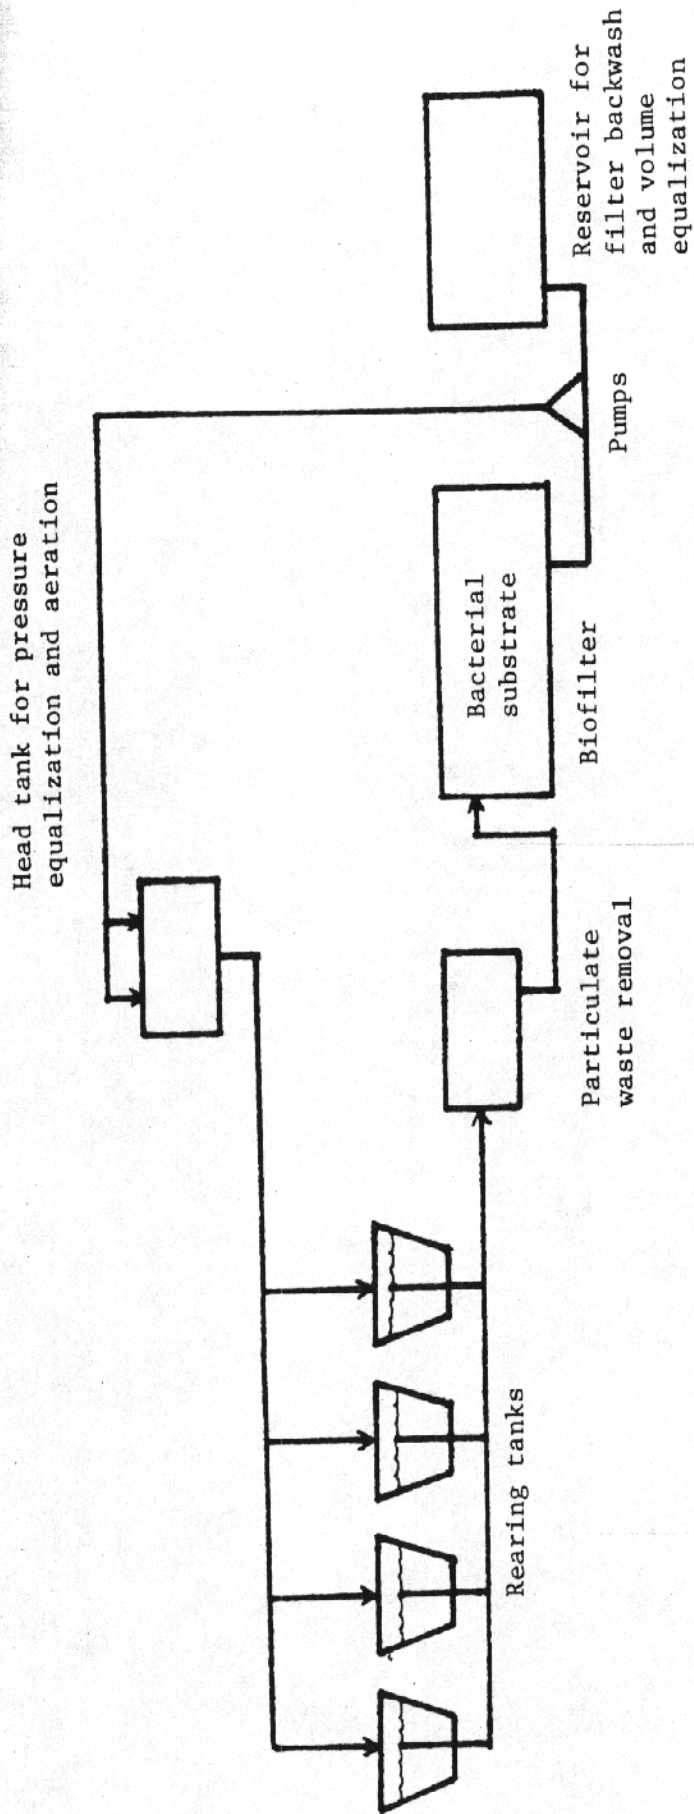 Head tank for pressure
equalization and aeration
Rearing tanks
Particulate
waste removal
Bacterial
substrate
Biofilter
Pumps
Reservoir for
filter backwash
and volume
equalization